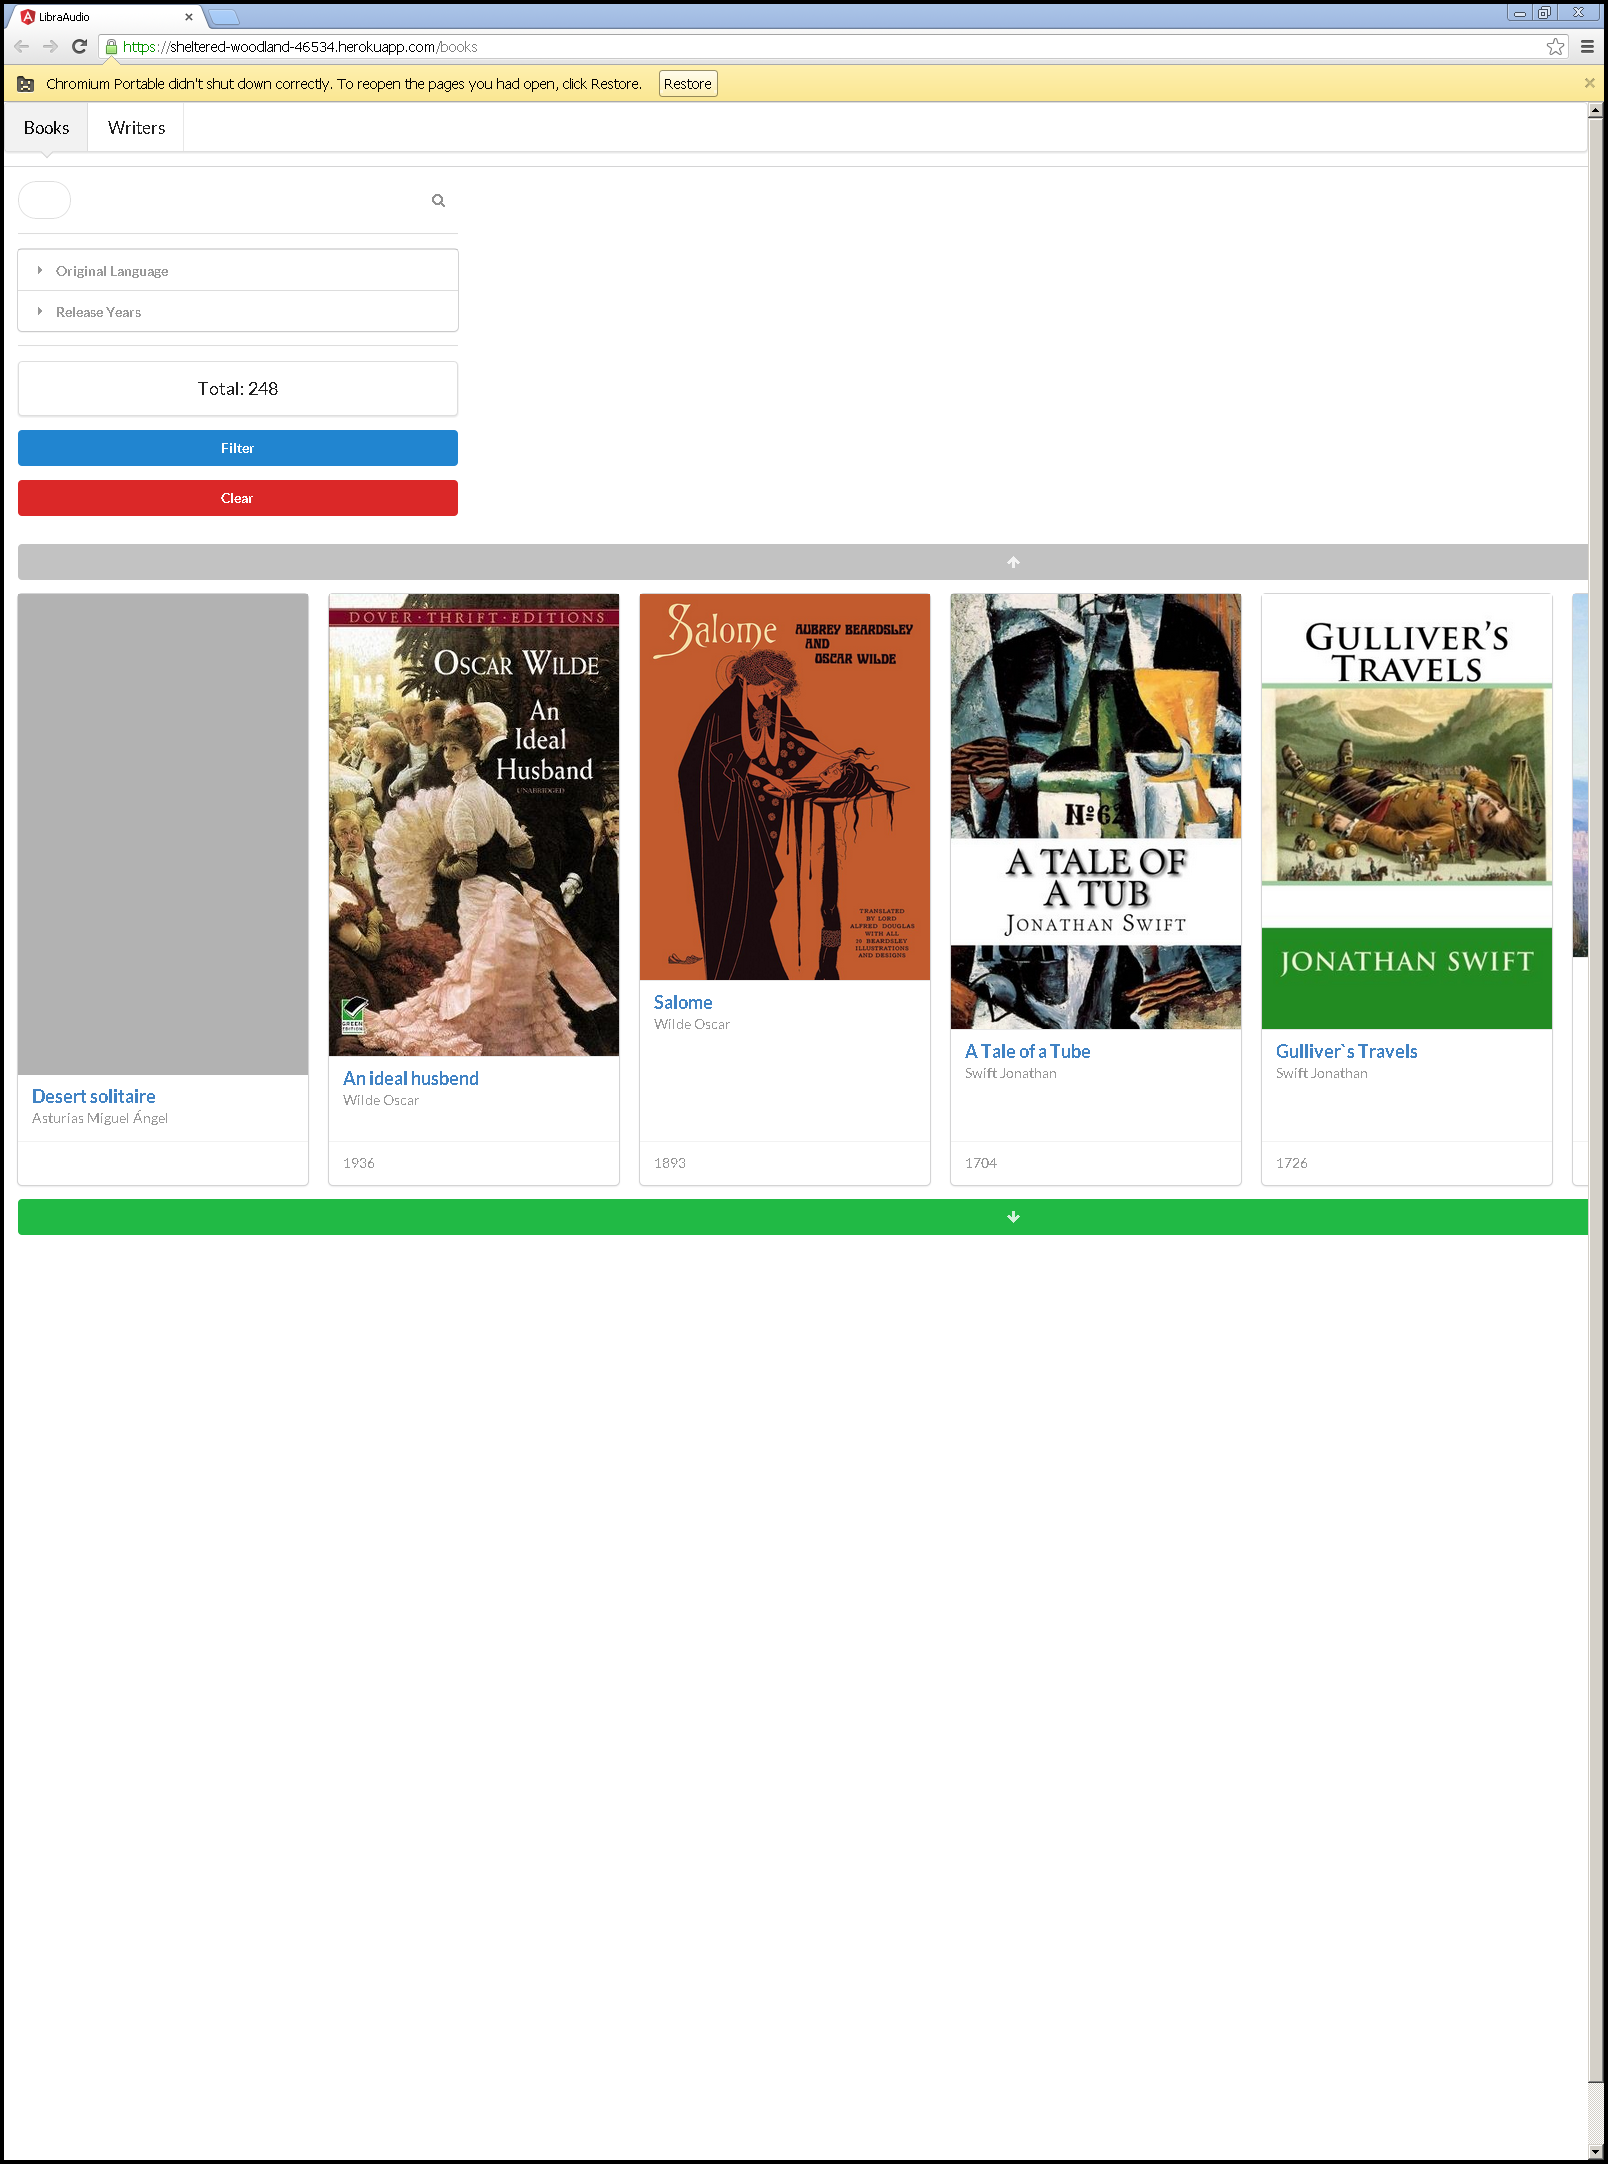 LibraAudio
https://sheltered-woodland-46534.herokuapp.com/books
Chromium Portable didn't shut down correctly. To reopen the pages you had open, click Restore.
Restore
Books
Writers
Original Language
Release Years
Total: 248
Filter
Clear
DOVER · THRIFT · EDITIONS
OSCAR WILDE
An
Ideal
Husband
UNABRIDGED
GREEN
EDITION
Salome
AUBREY BEARDSLEY
AND
OSCAR WILDE
TRANSLATED
BY LORD
ALFRED DOUGLAS
WITH ALL
20 BEARDSLEY
ILLUSTRATIONS
AND DESIGNS
Nº62
A TALE OF
A TUB
JONATHAN SWIFT
GULLIVER'S
TRAVELS
JONATHAN SWIFT
Desert solitaire
Asturias Miguel Ángel
An ideal husbend
Wilde Oscar
1936
Salome
Wilde Oscar
1893
A Tale of a Tube
Swift Jonathan
1704
Gulliver`s Travels
Swift Jonathan
1726